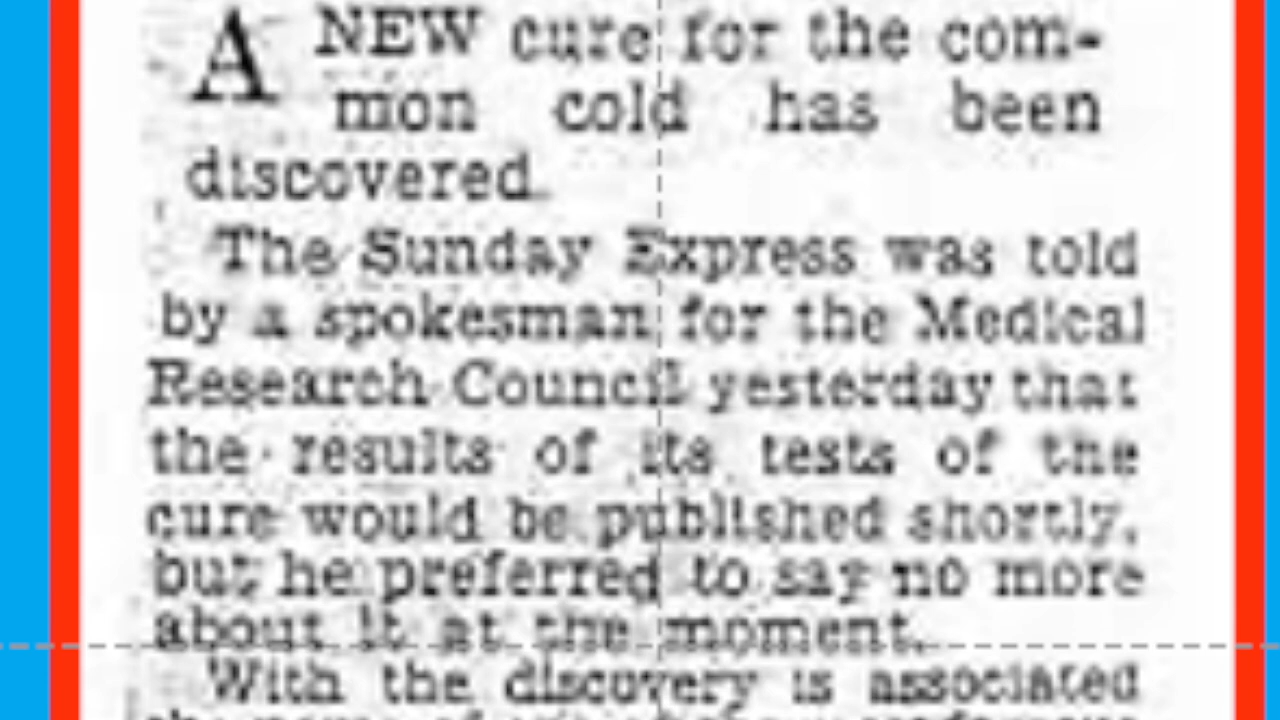 A NEW cure for the com-
mon cold has been
discovered.
The Sunday Express was told
by a spokesman for the Medical
Research Council yesterday that
the results of its tests of the
cure would be published shortly,
but he preferred to say no more
about it at the moment.
With the discovery is associated